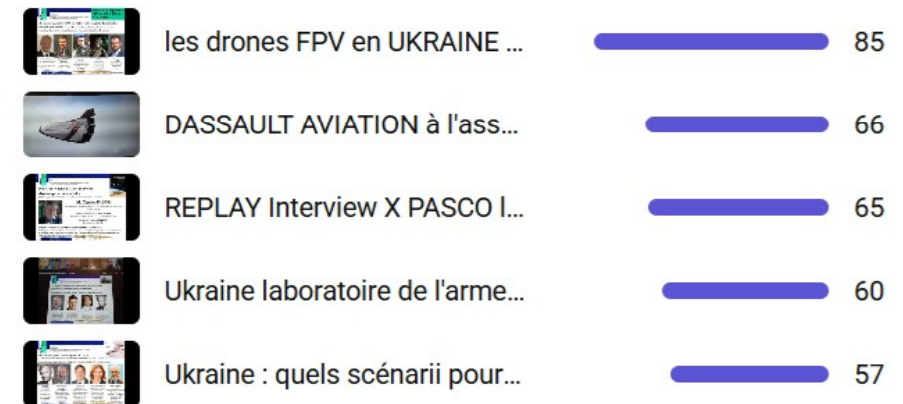 les drones FPV en UKRAINE ... 85
DASSAULT AVIATION à l'ass... 66
REPLAY Interview X PASCO l... 65
Ukraine laboratoire de l'arme... 60
Ukraine : quels scénarii pour... 57